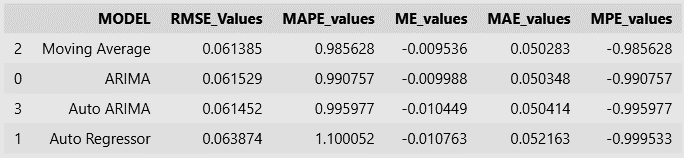 MODEL RMSE_Values MAPE_values ME_values MAE_values MPE_values
2 Moving Average 0.061385 0.985628 -0.009536 0.050283 -0.985628
0 ARIMA 0.061529 0.990757 -0.009988 0.050348 -0.990757
3 Auto ARIMA 0.061452 0.995977 -0.010449 0.050414 -0.995977
1 Auto Regressor 0.063874 1.100052 -0.010763 0.052163 -0.999533